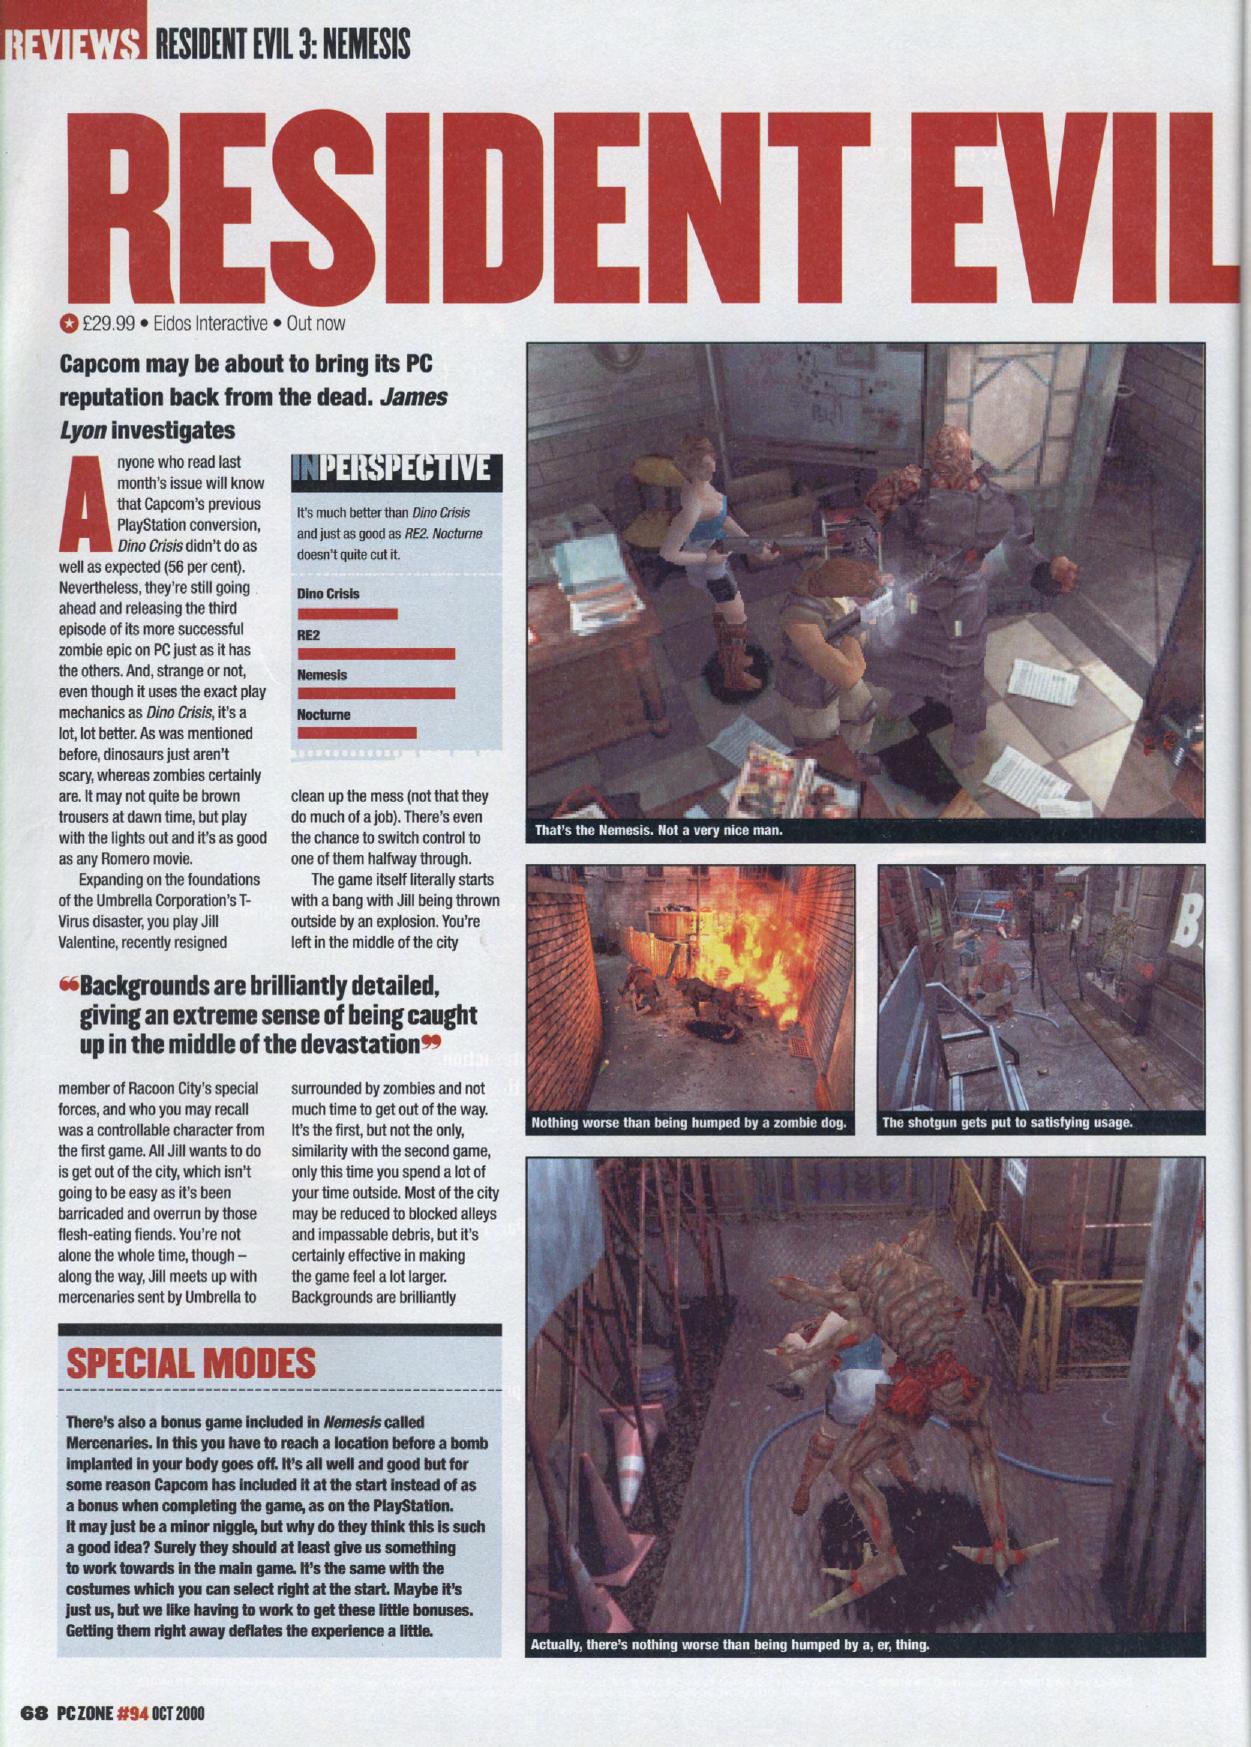 REVIEWS RESIDENT EVIL 3: NEMESIS
RESIDENT EVIL
£29.99 • Eidos Interactive • Out now
Capcom may be about to bring its PC
reputation back from the dead. James
Lyon investigates
Anyone who read last
month's issue will know
that Capcom's previous
PlayStation conversion,
Dino Crisis didn't do as
well as expected (56 per cent).
Nevertheless, they're still going
ahead and releasing the third
episode of its more successful
zombie epic on PC just as it has
the others. And, strange or not,
even though it uses the exact play
mechanics as Dino Crisis, it's a
lot, lot better. As was mentioned
before, dinosaurs just aren't
scary, whereas zombies certainly
are. It may not quite be brown
trousers at dawn time, but play
with the lights out and it's as good
as any Romero movie.
Expanding on the foundations
of the Umbrella Corporation's T-
Virus disaster, you play Jill
Valentine, recently resigned
INPERSPECTIVE
It's much better than Dino Crisis
and just as good as RE2. Nocturne
doesn't quite cut it.
Dino Crisis
RE2
Nemesis
Nocturne
clean up the mess (not that they
do much of a job). There's even
the chance to switch control to
one of them halfway through.
The game itself literally starts
with a bang with Jill being thrown
outside by an explosion. You're
left in the middle of the city
“Backgrounds are brilliantly detailed,
giving an extreme sense of being caught
up in the middle of the devastation”
member of Racoon City's special
forces, and who you may recall
was a controllable character from
the first game. All Jill wants to do
is get out of the city, which isn't
going to be easy as it's been
barricaded and overrun by those
flesh-eating fiends. You're not
alone the whole time, though –
along the way, Jill meets up with
mercenaries sent by Umbrella to
surrounded by zombies and not
much time to get out of the way.
It's the first, but not the only,
similarity with the second game,
only this time you spend a lot of
your time outside. Most of the city
may be reduced to blocked alleys
and impassable debris, but it's
certainly effective in making
the game feel a lot larger.
Backgrounds are brilliantly
SPECIAL MODES
There's also a bonus game included in Nemesis called
Mercenaries. In this you have to reach a location before a bomb
implanted in your body goes off. It's all well and good but for
some reason Capcom has included it at the start instead of as
a bonus when completing the game, as on the PlayStation.
It may just be a minor niggle, but why do they think this is such
a good idea? Surely they should at least give us something
to work towards in the main game. It's the same with the
costumes which you can select right at the start. Maybe it's
just us, but we like having to work to get these little bonuses.
Getting them right away deflates the experience a little.
That's the Nemesis. Not a very nice man.
Nothing worse than being humped by a zombie dog.
The shotgun gets put to satisfying usage.
Actually, there's nothing worse than being humped by a, er, thing.
68 PC ZONE #94 OCT 2000